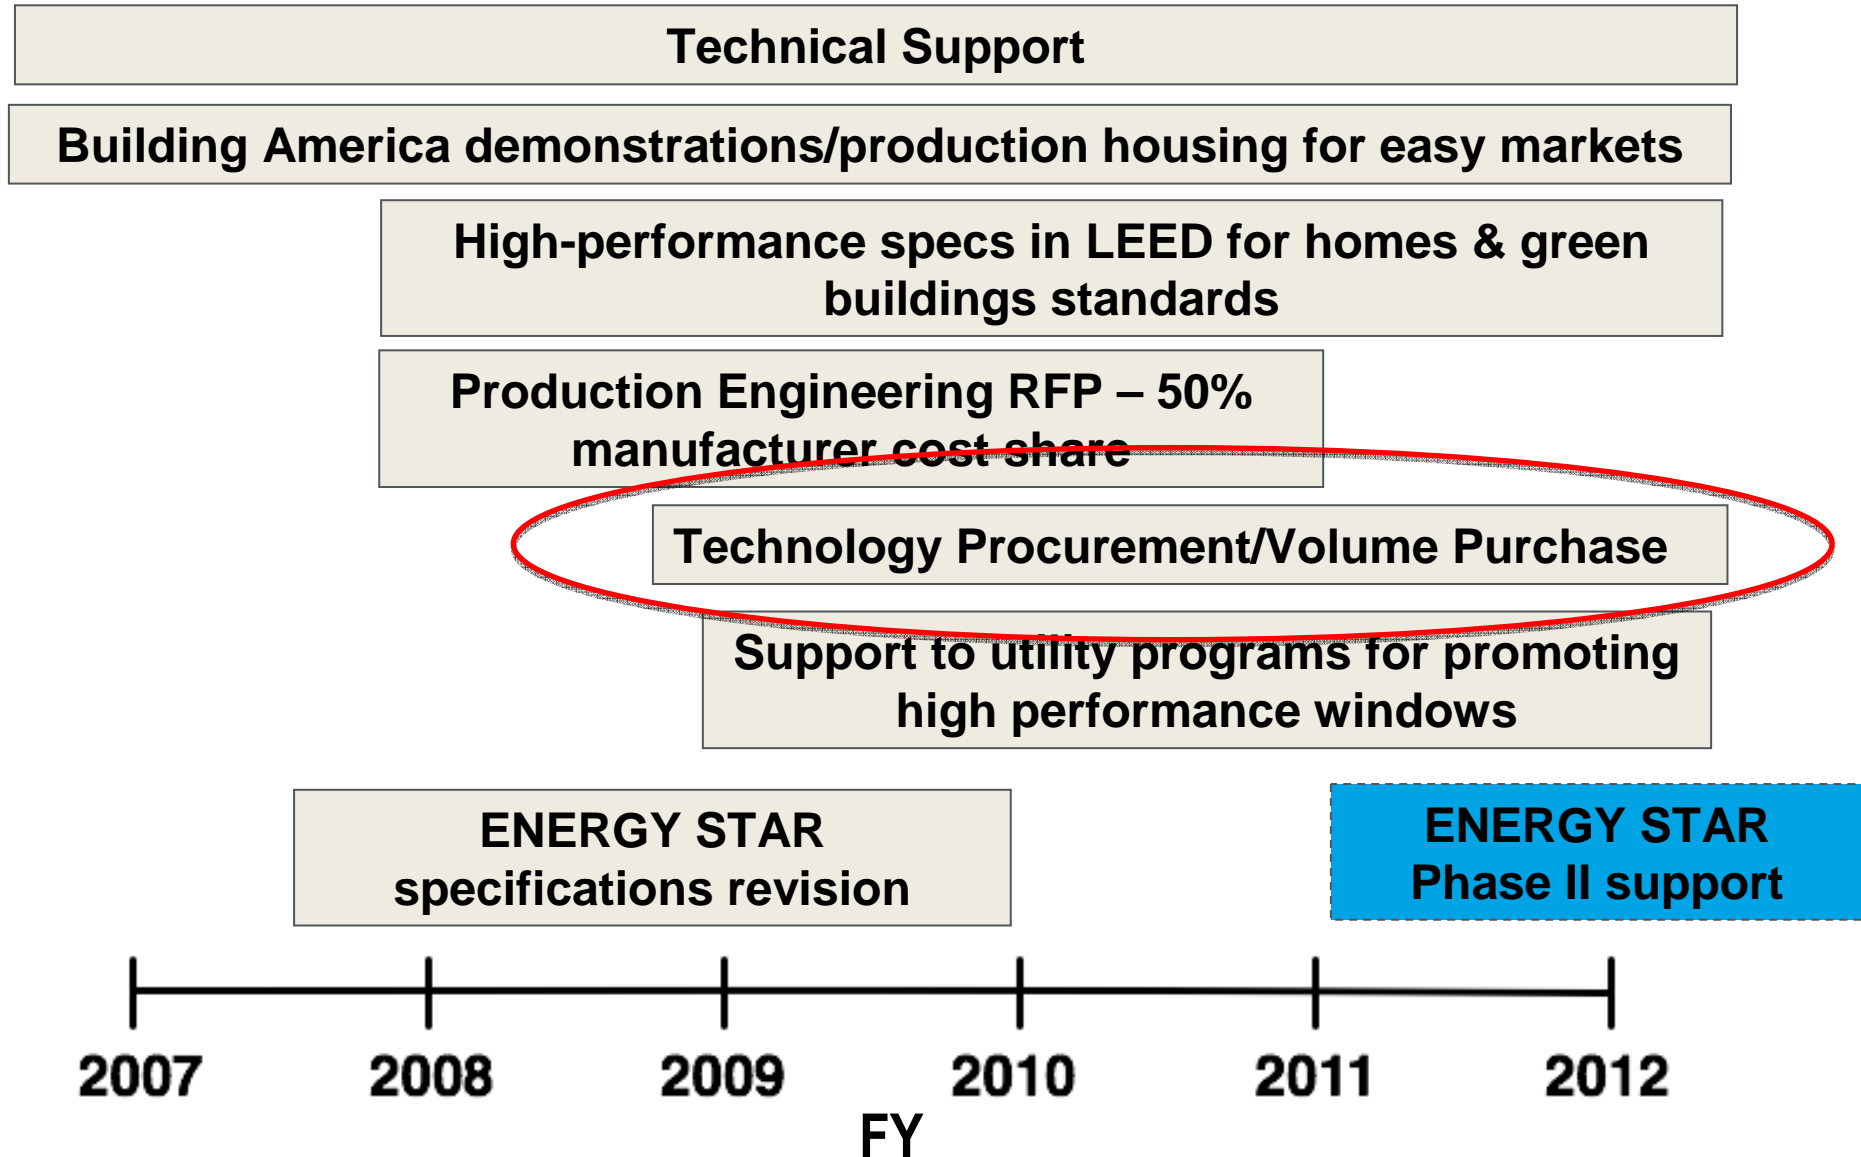 Technical Support
Building America demonstrations/production housing for easy markets
High-performance specs in LEED for homes & green
buildings standards
Production Engineering RFP – 50%
manufacturer cost share
Technology Procurement/Volume Purchase
Support to utility programs for promoting
high performance windows
ENERGY STAR
specifications revision
ENERGY STAR
Phase II support
2007 2008 2009 2010 2011 2012
FY